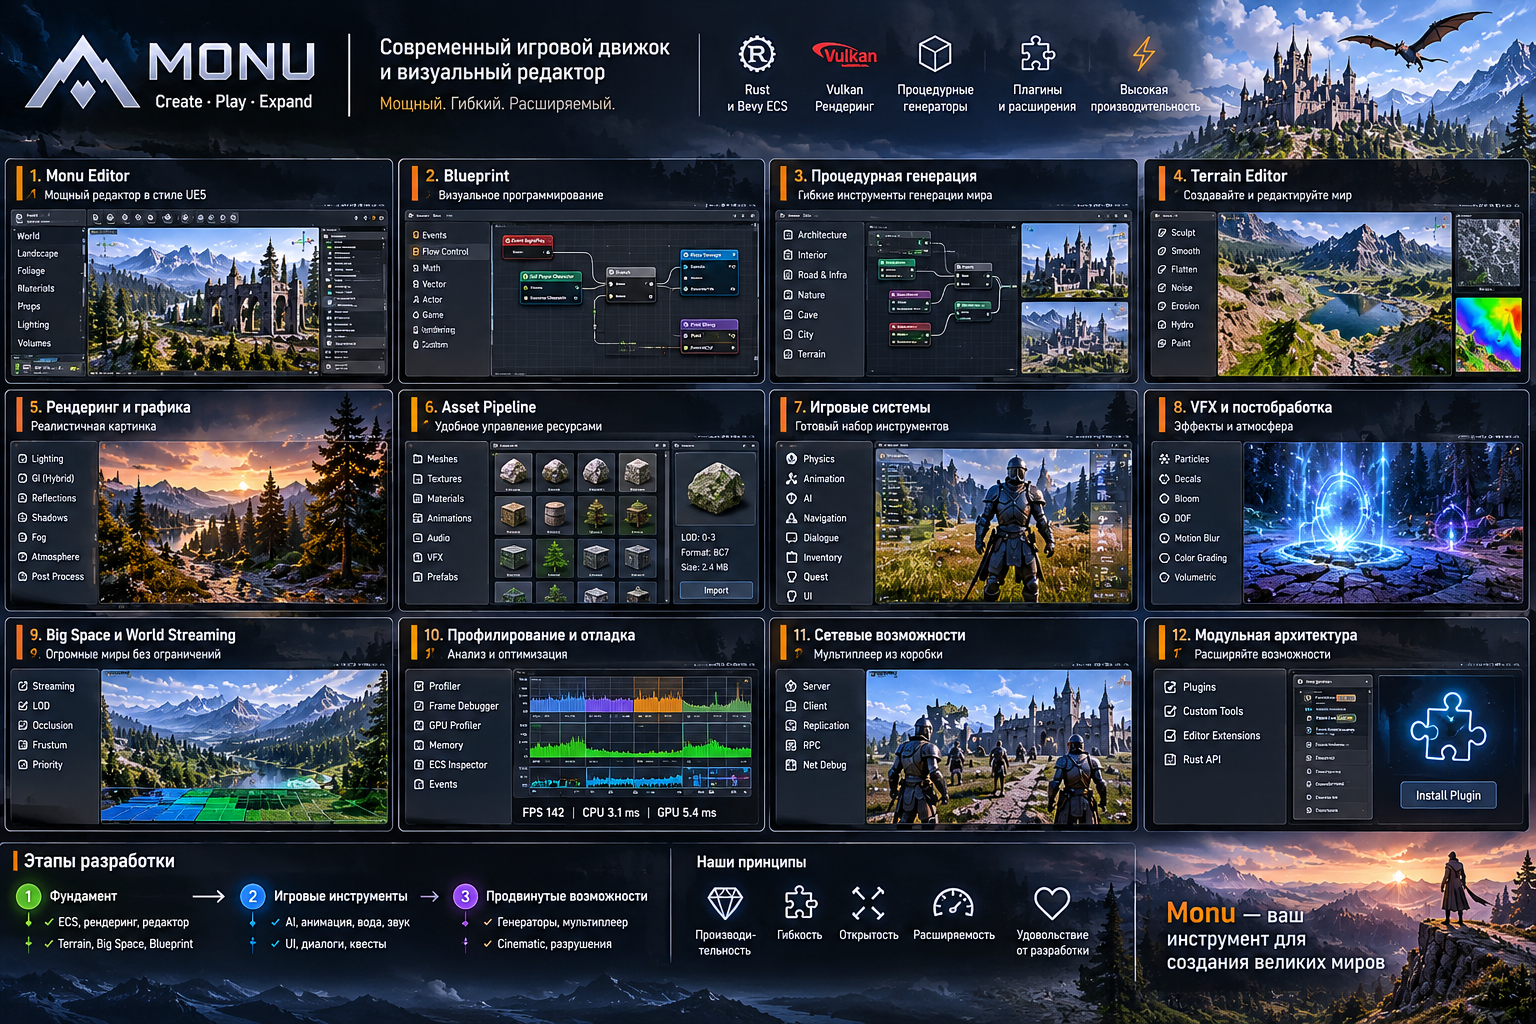 MONU
Create · Play · Expand
Современный игровой движок
и визуальный редактор
Мощный. Гибкий. Расширяемый.
Rust
и Bevy ECS
Vulkan
Vulkan
Рендеринг
Процедурные
генераторы
Плагины
и расширения
Высокая
производительность
1. Monu Editor
Мощный редактор в стиле UE5
World
Landscape
Foliage
Materials
Props
Lighting
Volumes
2. Blueprint
Визуальное программирование
Events
Flow Control
Math
Vector
Actor
Game
3. Процедурная генерация
Гибкие инструменты генерации мира
Architecture
Interior
Road & Infra
Nature
Cave
City
Terrain
4. Terrain Editor
Создавайте и редактируйте мир
Sculpt
Smooth
Flatten
Noise
Erosion
Hydro
Paint
5. Рендеринг и графика
Реалистичная картинка
Lighting
GI (Hybrid)
Reflections
Shadows
Fog
Atmosphere
Post Process
6. Asset Pipeline
Удобное управление ресурсами
Meshes
Textures
Materials
Animations
Audio
VFX
Prefabs
LOD: 0-3
Format: BC7
Size: 2.4 MB
Import
7. Игровые системы
Готовый набор инструментов
Physics
Animation
AI
Navigation
Dialogue
Inventory
Quest
UI
8. VFX и постобработка
Эффекты и атмосфера
Particles
Decals
Bloom
DOF
Motion Blur
Color Grading
Volumetric
9. Big Space и World Streaming
Огромные миры без ограничений
Streaming
LOD
Occlusion
Frustum
Priority
10. Профилирование и отладка
Анализ и оптимизация
Profiler
Frame Debugger
GPU Profiler
Memory
ECS Inspector
Events
FPS 142 | CPU 3.1 ms | GPU 5.4 ms
11. Сетевые возможности
Мультиплеер из коробки
Server
Client
Replication
RPC
Net Debug
12. Модульная архитектура
Расширяйте возможности
Plugins
Custom Tools
Editor Extensions
Rust API
Install Plugin
Этапы разработки
1 Фундамент
ECS, рендеринг, редактор
Terrain, Big Space, Blueprint
2 Игровые инструменты
AI, анимация, вода, звук
UI, диалоги, квесты
3 Продвинутые возможности
Генераторы, мультиплеер
Cinematic, разрушения
Наши принципы
Производи-
тельность
Гибкость
Открытость
Расширяемость
Удовольствие
от разработки
Monu — ваш
инструмент для
создания великих миров